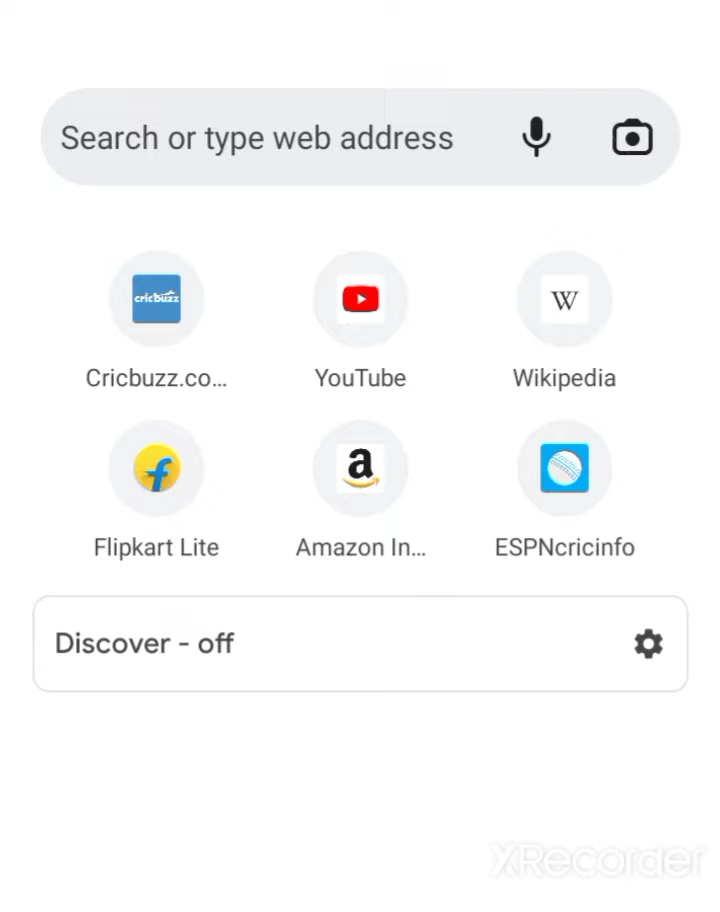 Search or type web address
cricbuzz
W
Cricbuzz.co...
YouTube
Wikipedia
f
a
Flipkart Lite
Amazon In...
ESPNcricinfo
Discover - off
XRecorder